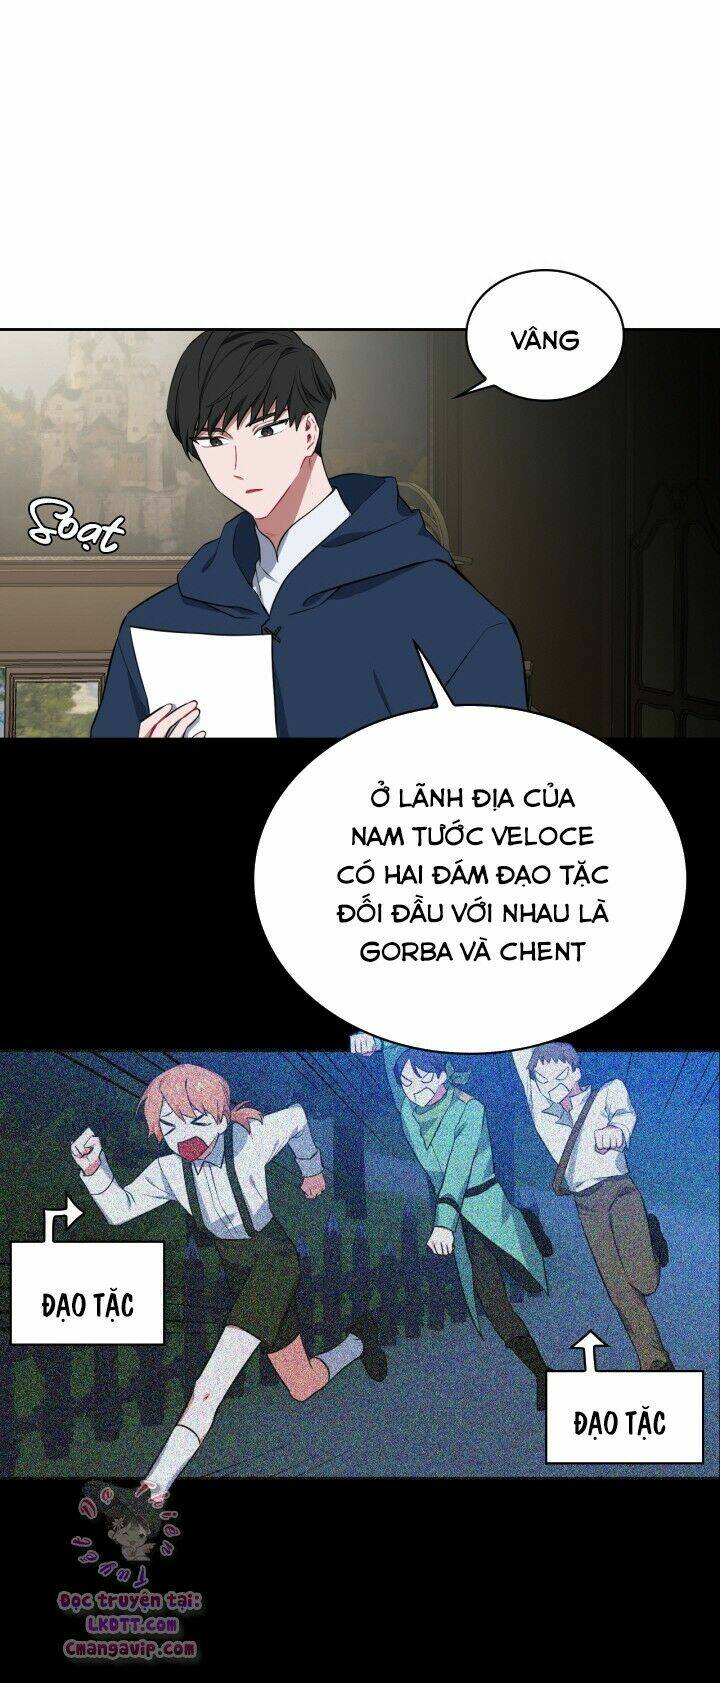 VÂNG
Soạt
Ở LÃNH ĐỊA CỦA
NAM TƯỚC VELOCE
CÓ HAI ĐÁM ĐẠO TẶC
ĐỐI ĐẦU VỚI NHAU LÀ
GORBA VÀ CHENT
ĐẠO TẶC
ĐẠO TẶC
Đọc truyện tại:
LKDTT.com
Cmangavip.com